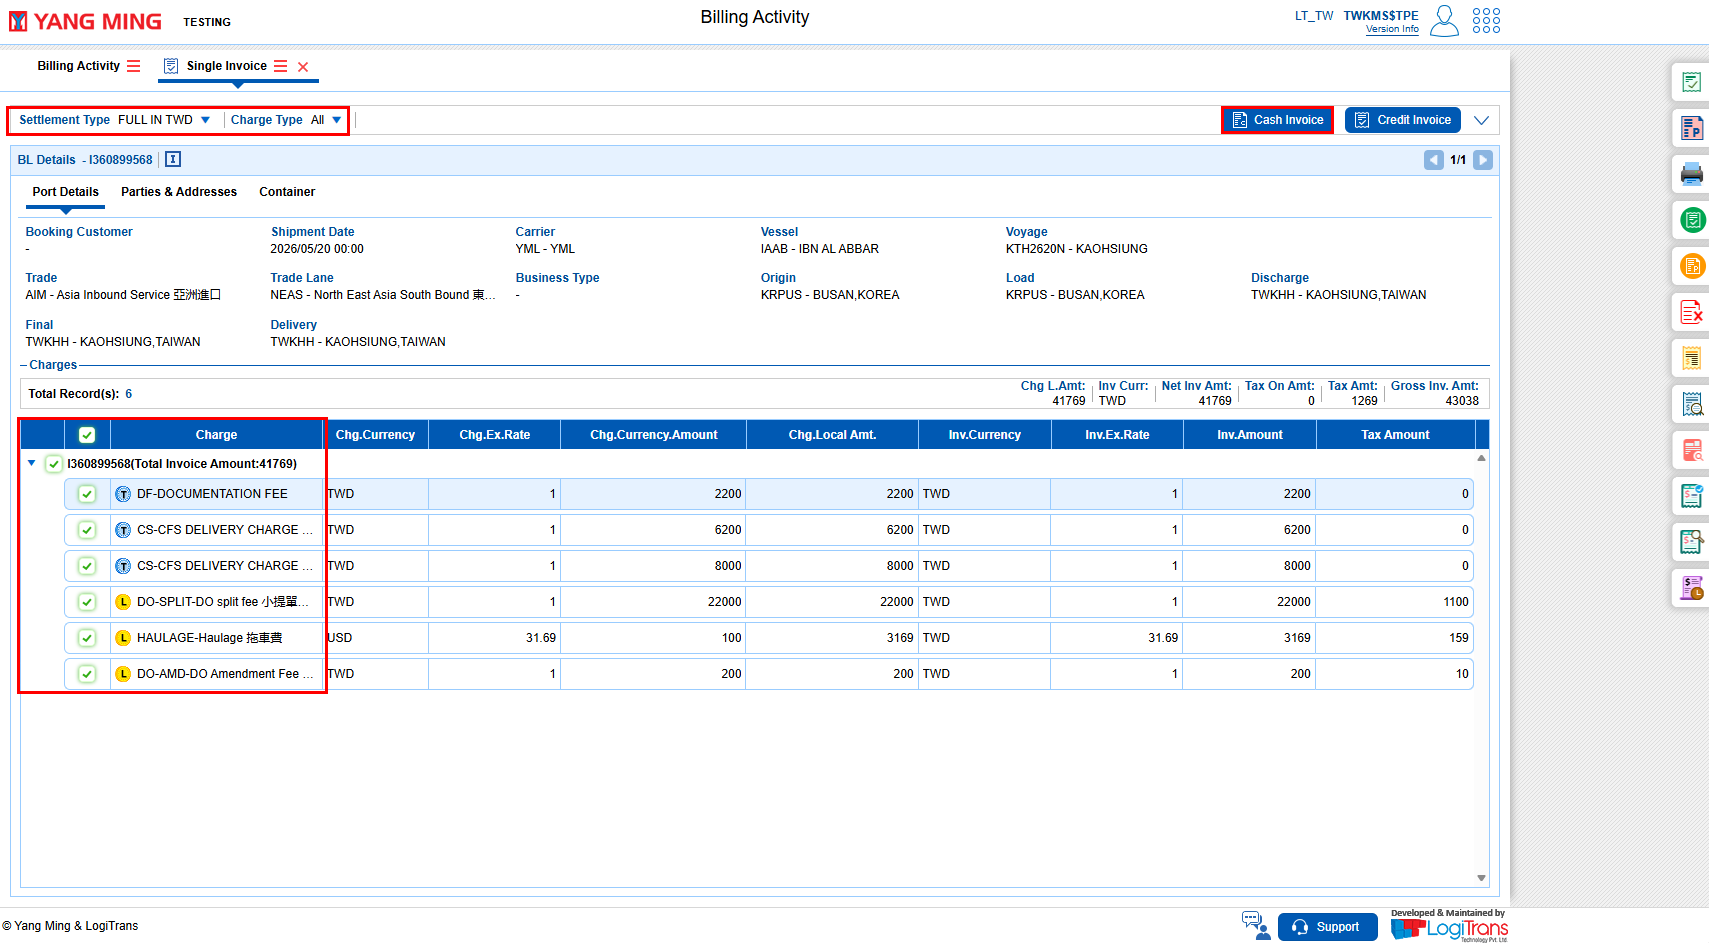 YANG MING TESTING Billing Activity LT_TW TWKMS$TPE
Version Info
Billing Activity Single Invoice
Settlement Type FULL IN TWD Charge Type All Cash Invoice Credit Invoice
BL Details - I360899568 I 1/1
Port Details Parties & Addresses Container
Booking Customer Shipment Date Carrier Vessel Voyage
- 2026/05/20 00:00 YML - YML IAAB - IBN AL ABBAR KTH2620N - KAOHSIUNG
Trade Trade Lane Business Type Origin Load Discharge
AIM - Asia Inbound Service 亞洲進口 NEAS - North East Asia South Bound 東... - KRPUS - BUSAN,KOREA KRPUS - BUSAN,KOREA TWKHH - KAOHSIUNG,TAIWAN
Final Delivery
TWKHH - KAOHSIUNG,TAIWAN TWKHH - KAOHSIUNG,TAIWAN
Charges
Total Record(s): 6 Chg L.Amt: Inv Curr: Net Inv Amt: Tax On Amt: Tax Amt: Gross Inv. Amt:
41769 TWD 41769 0 1269 43038
Charge Chg.Currency Chg.Ex.Rate Chg.Currency.Amount Chg.Local Amt. Inv.Currency Inv.Ex.Rate Inv.Amount Tax Amount
I360899568(Total Invoice Amount:41769)
T DF-DOCUMENTATION FEE TWD 1 2200 2200 TWD 1 2200 0
T CS-CFS DELIVERY CHARGE ... TWD 1 6200 6200 TWD 1 6200 0
T CS-CFS DELIVERY CHARGE ... TWD 1 8000 8000 TWD 1 8000 0
L DO-SPLIT-DO split fee 小提單... TWD 1 22000 22000 TWD 1 22000 1100
L HAULAGE-Haulage 拖車費 USD 31.69 100 3169 TWD 31.69 3169 159
L DO-AMD-DO Amendment Fee ... TWD 1 200 200 TWD 1 200 10
© Yang Ming & LogiTrans Support Developed & Maintained by
LogiTrans
Technology Pvt. Ltd.